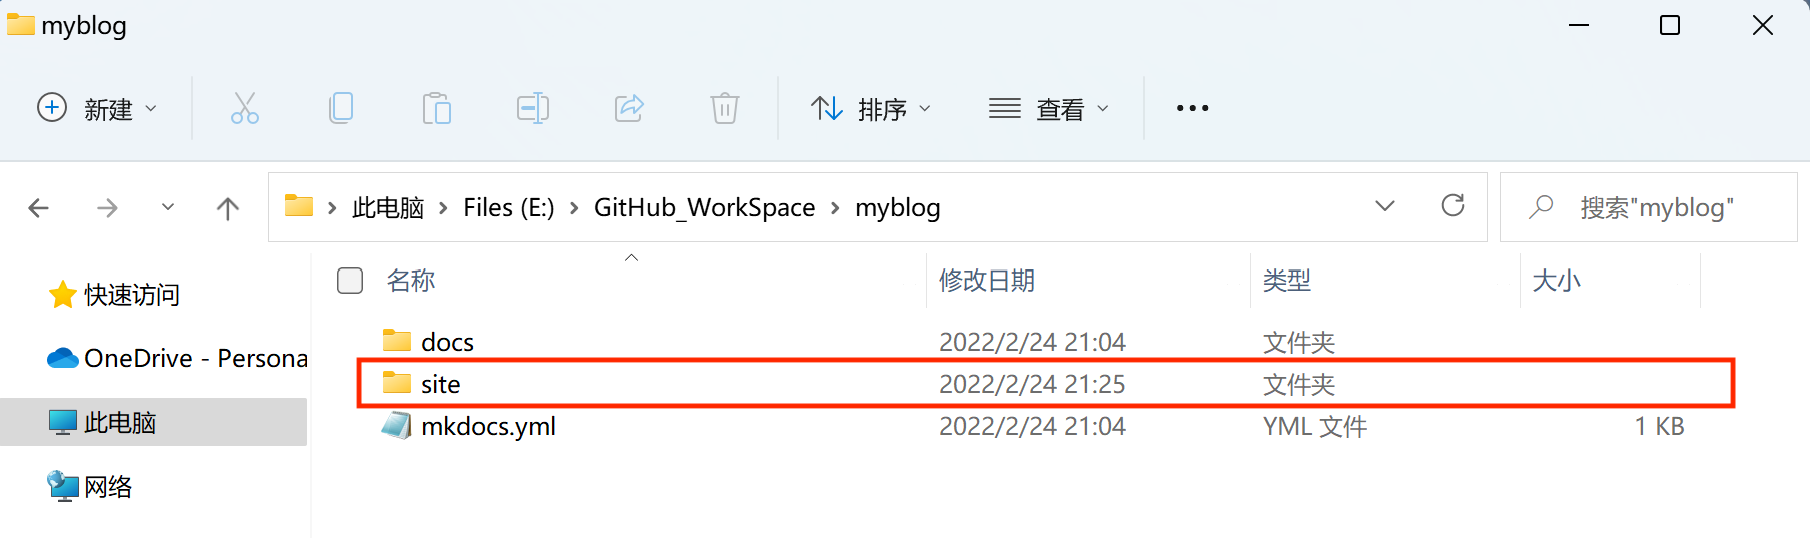 myblog
新建
排序
查看
此电脑 Files (E:) GitHub_WorkSpace myblog
搜索"myblog"
名称 修改日期 类型 大小
快速访问
OneDrive - Persona
此电脑
网络
docs 2022/2/24 21:04 文件夹
site 2022/2/24 21:25 文件夹
mkdocs.yml 2022/2/24 21:04 YML 文件 1 KB